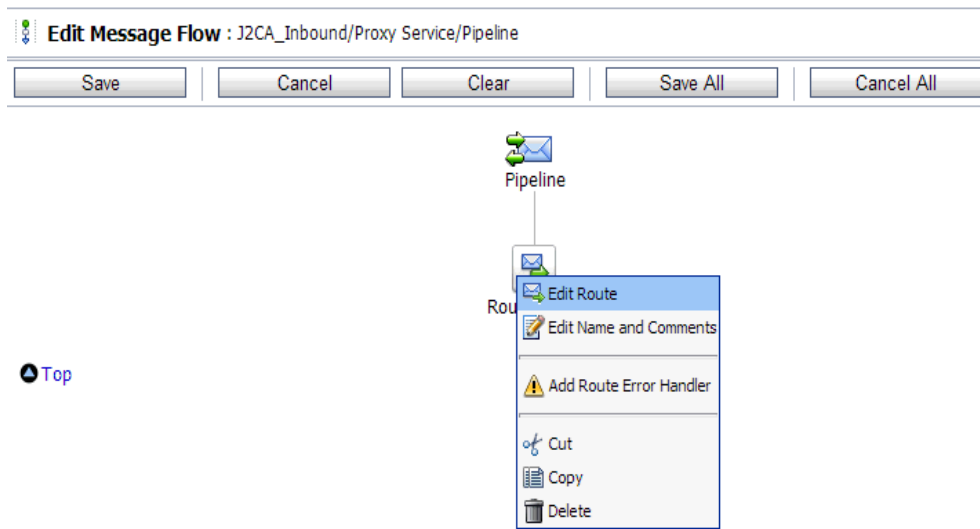 Edit Message Flow : J2CA_Inbound/Proxy Service/Pipeline
Save Cancel Clear Save All Cancel All
Pipeline
Rou
Edit Route
Edit Name and Comments
Add Route Error Handler
Cut
Copy
Delete
Top